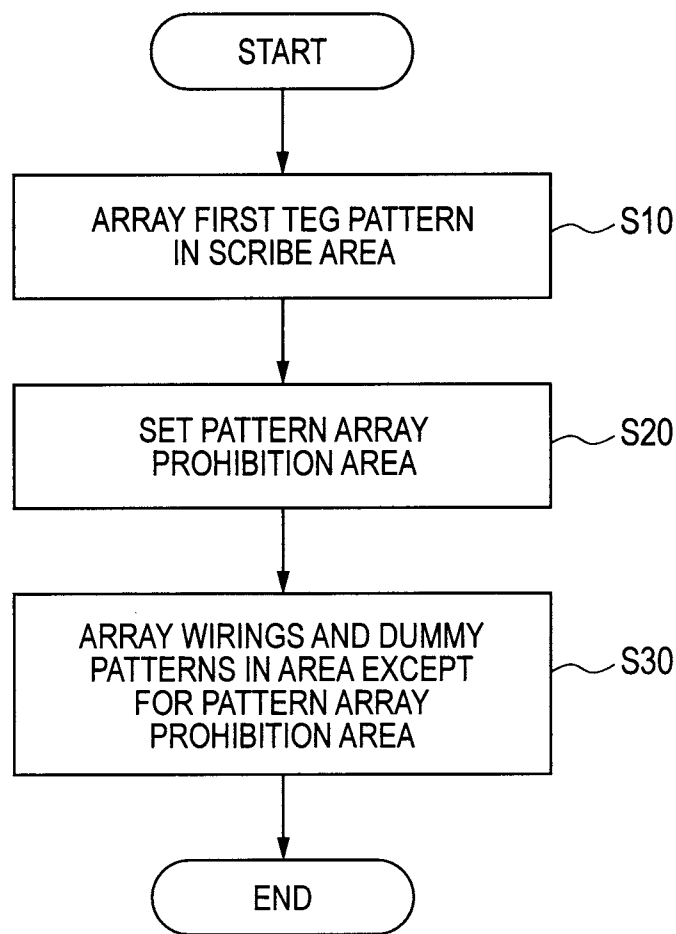 START
ARRAY FIRST TEG PATTERN
IN SCRIBE AREA
S10
SET PATTERN ARRAY
PROHIBITION AREA
S20
ARRAY WIRINGS AND DUMMY
PATTERNS IN AREA EXCEPT
FOR PATTERN ARRAY
PROHIBITION AREA
S30
END